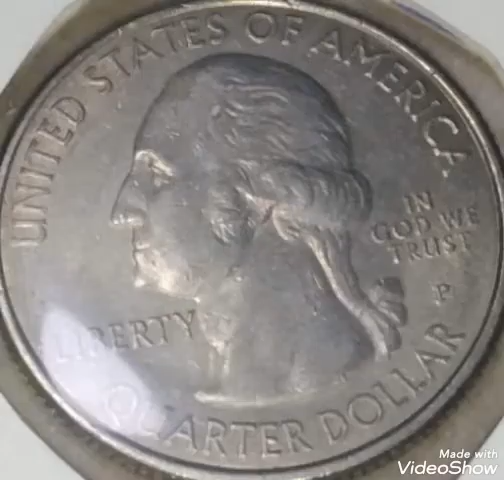 UNITED STATES OF AMERICA
IN
GOD WE
TRUST
P
LIBERTY
QUARTER DOLLAR
Made with
VideoShow